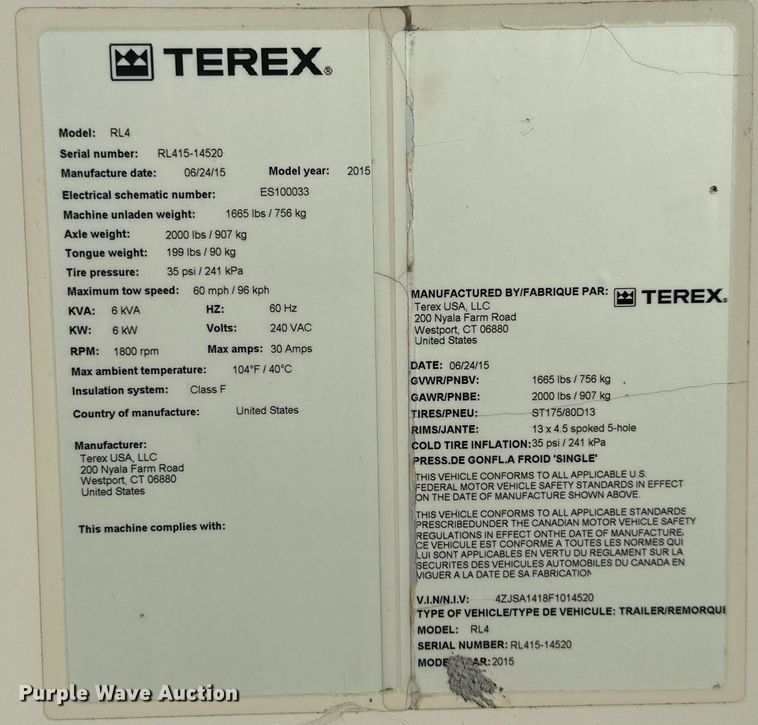 TEREX®
Model: RL4
Serial number: RL415-14520
Manufacture date: 06/24/15 Model year: 2015
Electrical schematic number: ES100033
Machine unladen weight: 1665 lbs / 756 kg
Axle weight: 2000 lbs / 907 kg
Tongue weight: 199 lbs / 90 kg
Tire pressure: 35 psi / 241 kPa
Maximum tow speed: 60 mph / 96 kph
KVA: 6 kVA HZ: 60 Hz
KW: 6 kW Volts: 240 VAC
RPM: 1800 rpm Max amps: 30 Amps
Max ambient temperature: 104°F / 40°C
Insulation system: Class F
Country of manufacture: United States
Manufacturer:
Terex USA, LLC
200 Nyala Farm Road
Westport, CT 06880
United States
This machine complies with:
MANUFACTURED BY/FABRIQUE PAR: TEREX®
Terex USA, LLC
200 Nyala Farm Road
Westport, CT 06880
United States
DATE: 06/24/15
GVWR/PNBV: 1665 lbs / 756 kg
GAWR/PNBE: 2000 lbs / 907 kg
TIRES/PNEU: ST175/80D13
RIMS/JANTE: 13 x 4.5 spoked 5-hole
COLD TIRE INFLATION: 35 psi / 241 kPa
PRESS.DE GONFL.A FROID 'SINGLE'
THIS VEHICLE CONFORMS TO ALL APPLICABLE U.S.
FEDERAL MOTOR VEHICLE SAFETY STANDARDS IN EFFECT
ON THE DATE OF MANUFACTURE SHOWN ABOVE.
THIS VEHICLE CONFORMS TO ALL APPLICABLE STANDARDS
PRESCRIBEDUNDER THE CANADIAN MOTOR VEHICLE SAFETY
REGULATIONS IN EFFECT ONTHE DATE OF MANUFACTURE,
CE VEHICULE EST CONFORME A TOUTES LES NORMES QUI
LUI SONT APPLICABLES EN VERTU DU REGLAMENT SUR LA
SECURITES DES VEHICULES AUTOMOBILES DU CANADA EN
VIGUER A LA DATE DE SA FABRICATION
V.I.N/N.I.V: 4ZJSA1418F1014520
TYPE OF VEHICLE/TYPE DE VEHICULE: TRAILER/REMORQUE
MODEL: RL4
SERIAL NUMBER: RL415-14520
2015
Purple Wave Auction